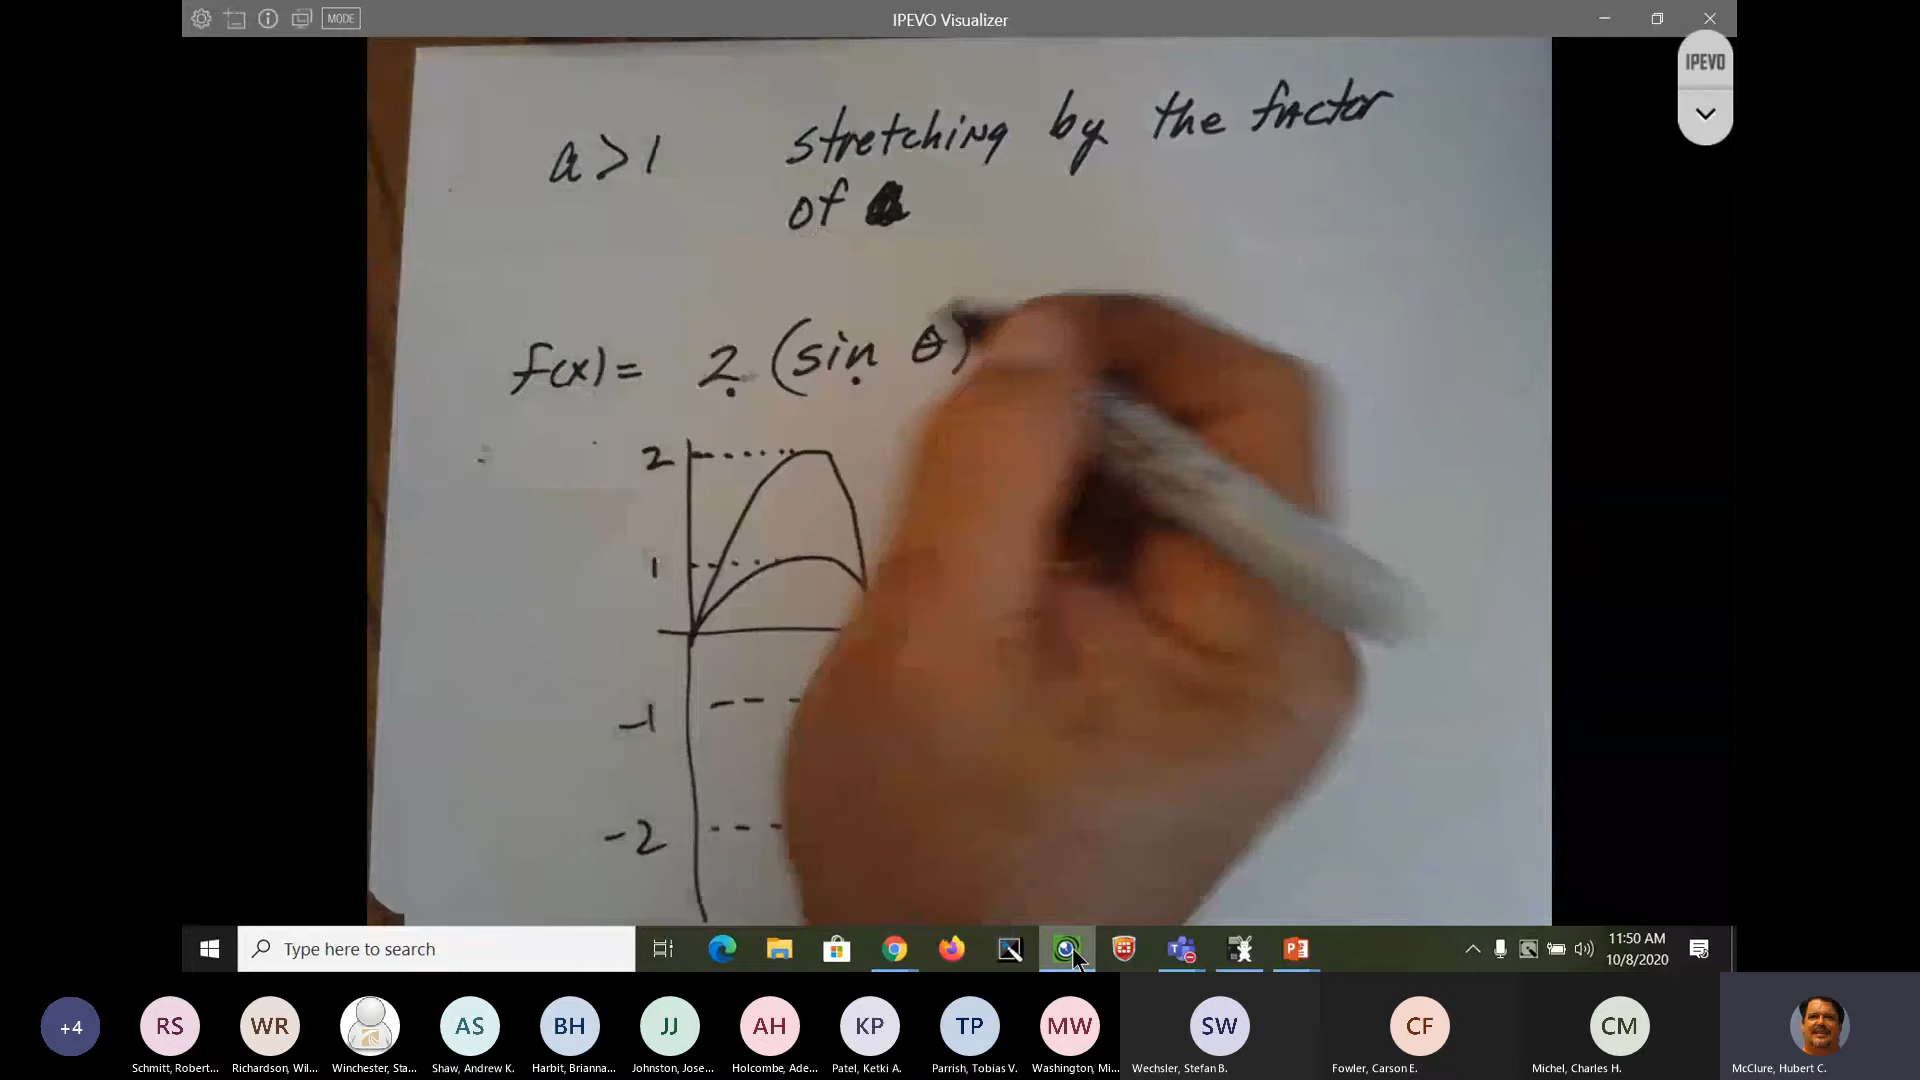 MODE
IPEVO Visualizer
IPEVO
a>1 stretching by the factor
of a
f(x)= 2 (sin θ)
2
1
-1
-2
Type here to search
11:50 AM
10/8/2020
+4
RS
WR
AS
BH
JJ
AH
KP
TP
MW
SW
CF
CM
Schmitt, Robert...
Richardson, Wil...
Winchester, Sta...
Shaw, Andrew K.
Harbit, Brianna...
Johnston, Jose...
Holcombe, Ade...
Patel, Ketki A.
Parrish, Tobias V.
Washington, Mi...
Wechsler, Stefan B.
Fowler, Carson E.
Michel, Charles H.
McClure, Hubert C.